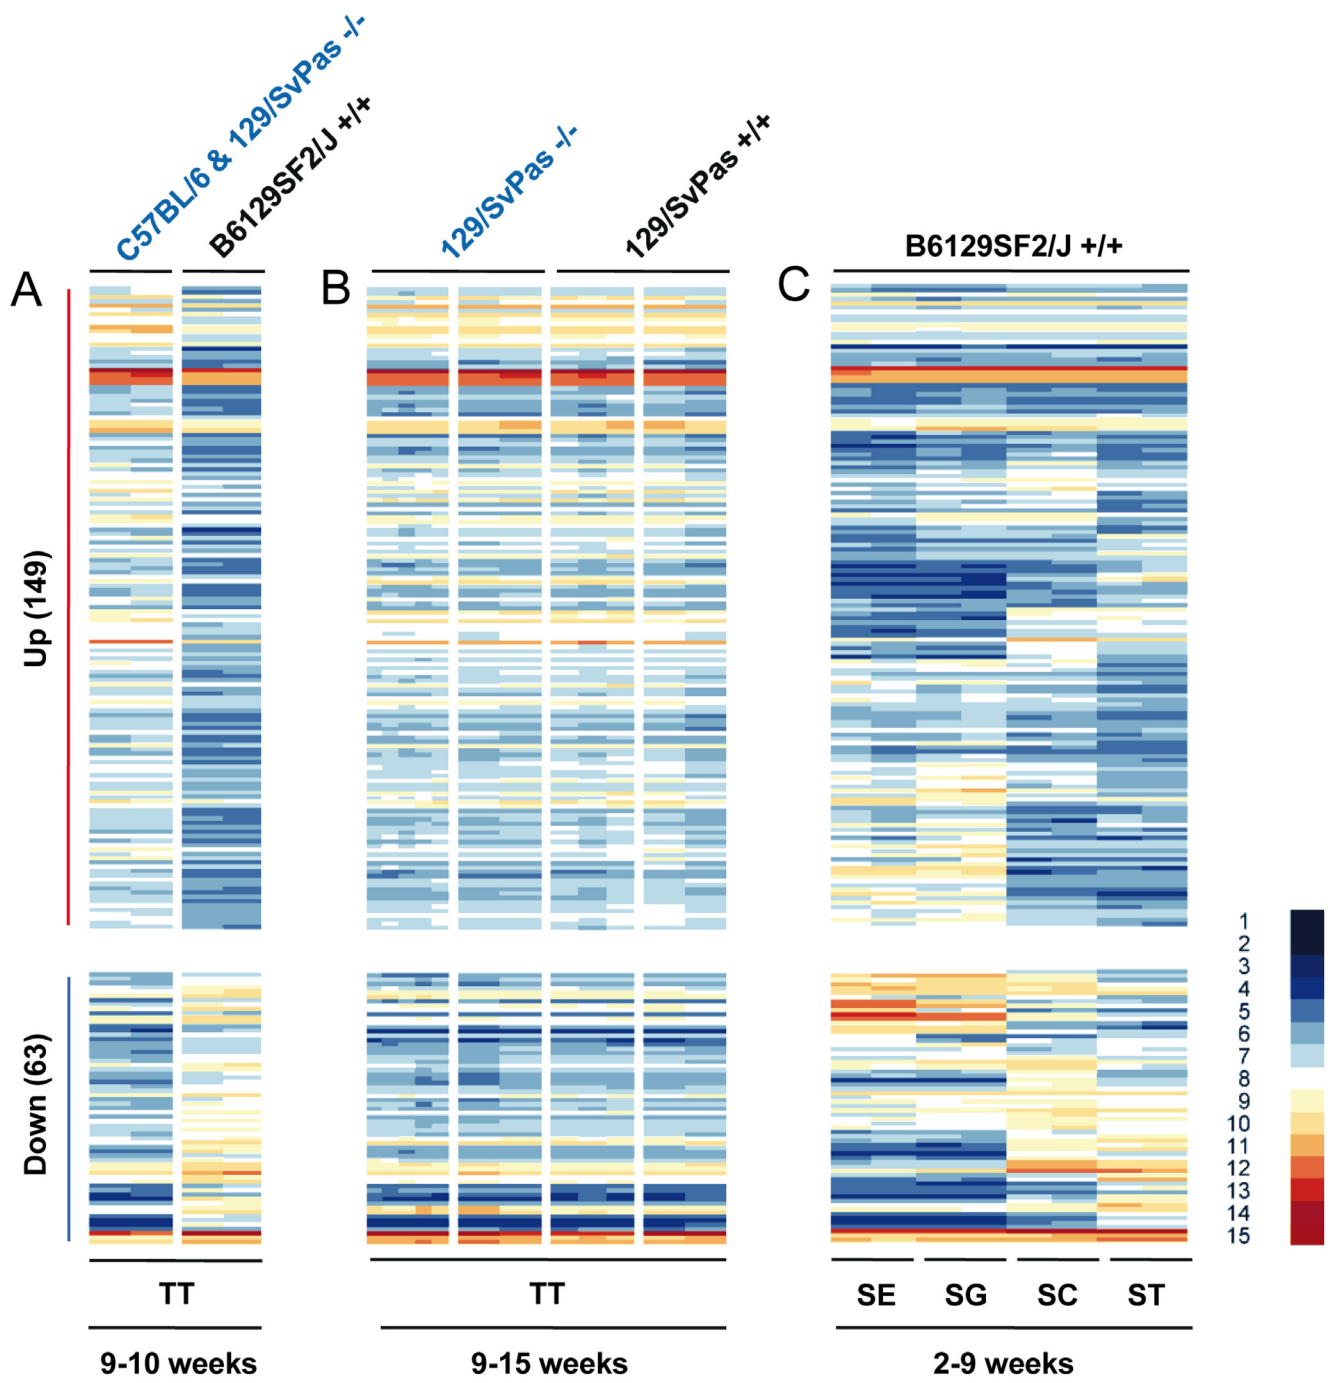 C57BL/6 & 129/SvPas -/-
B6129SF2/J +/+
129/SvPas -/-
129/SvPas +/+
B6129SF2/J +/+
A
B
C
Up (149)
Down (63)
1
2
3
4
5
6
7
8
9
10
11
12
13
14
15
TT
TT
SE SG SC ST
9-10 weeks
9-15 weeks
2-9 weeks